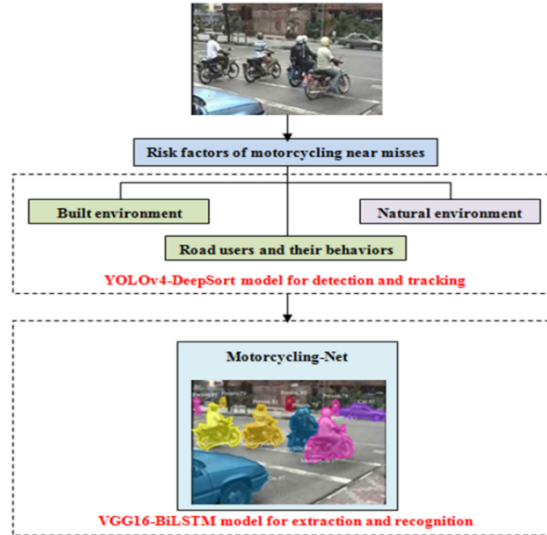 Risk factors of motorcycling near misses
Built environment
Natural environment
Road users and their behaviors
YOLOv4-DeepSort model for detection and tracking
Motorcycling-Net
VGG16-BiLSTM model for extraction and recognition